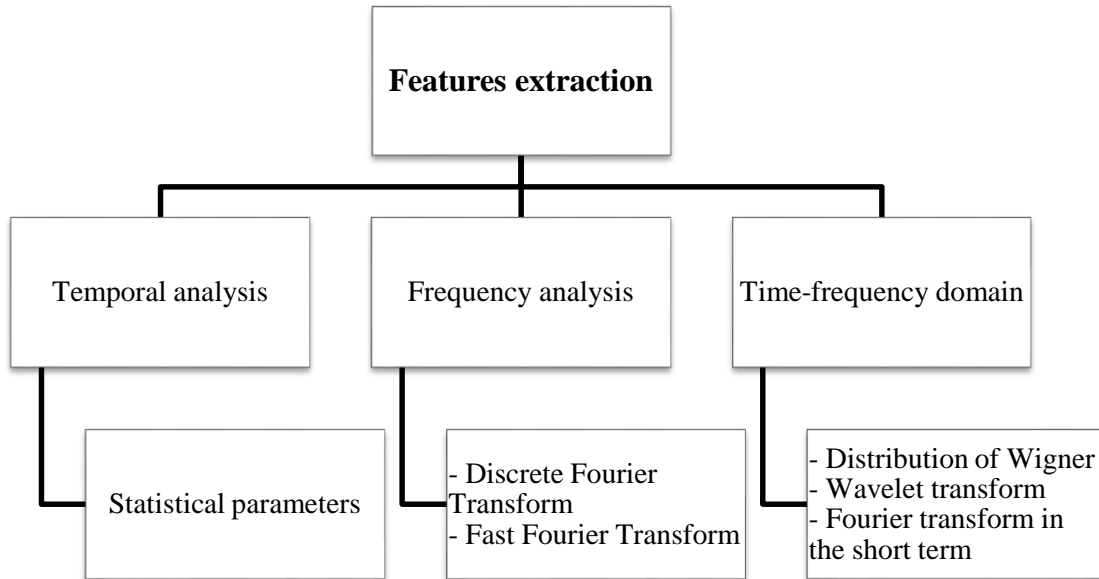 Features extraction
Temporal analysis
Frequency analysis
Time-frequency domain
Statistical parameters
- Discrete Fourier
Transform
- Fast Fourier Transform
- Distribution of Wigner
- Wavelet transform
- Fourier transform in
the short term